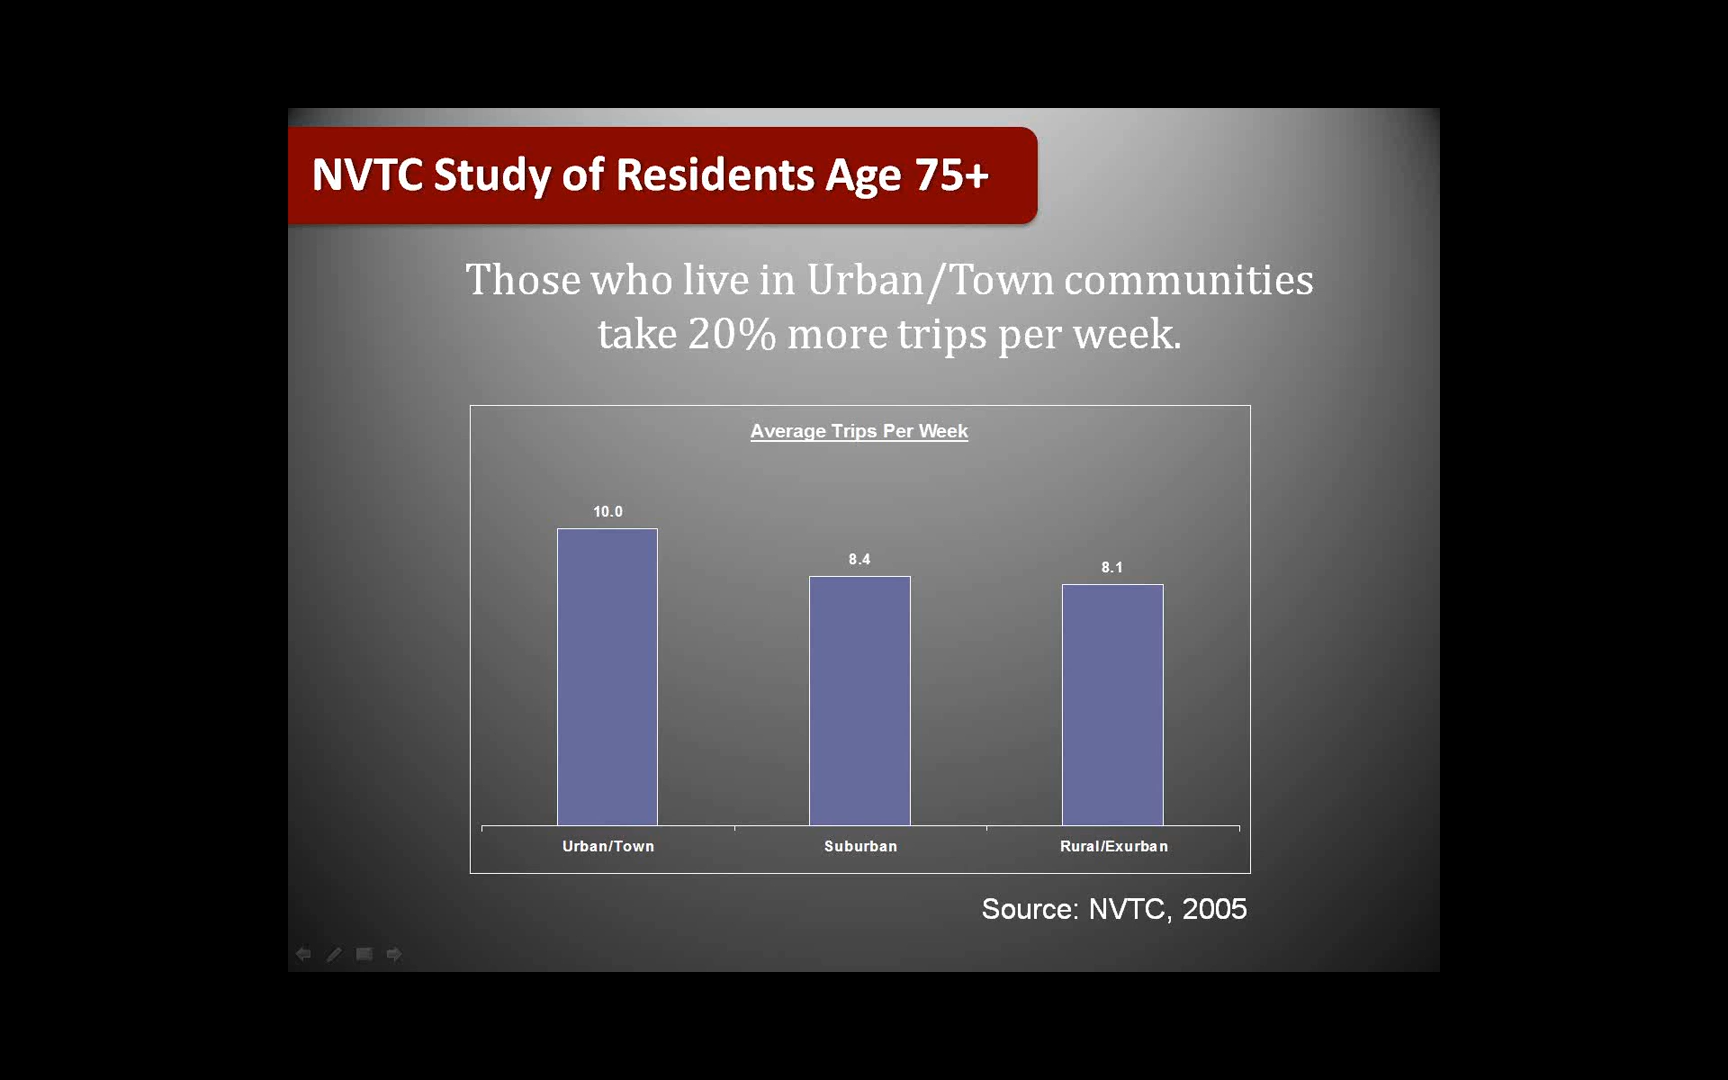 NVTC Study of Residents Age 75+
Those who live in Urban/Town communities
take 20% more trips per week.
Average Trips Per Week
10.0
8.4
8.1
Urban/Town
Suburban
Rural/Exurban
Source: NVTC, 2005